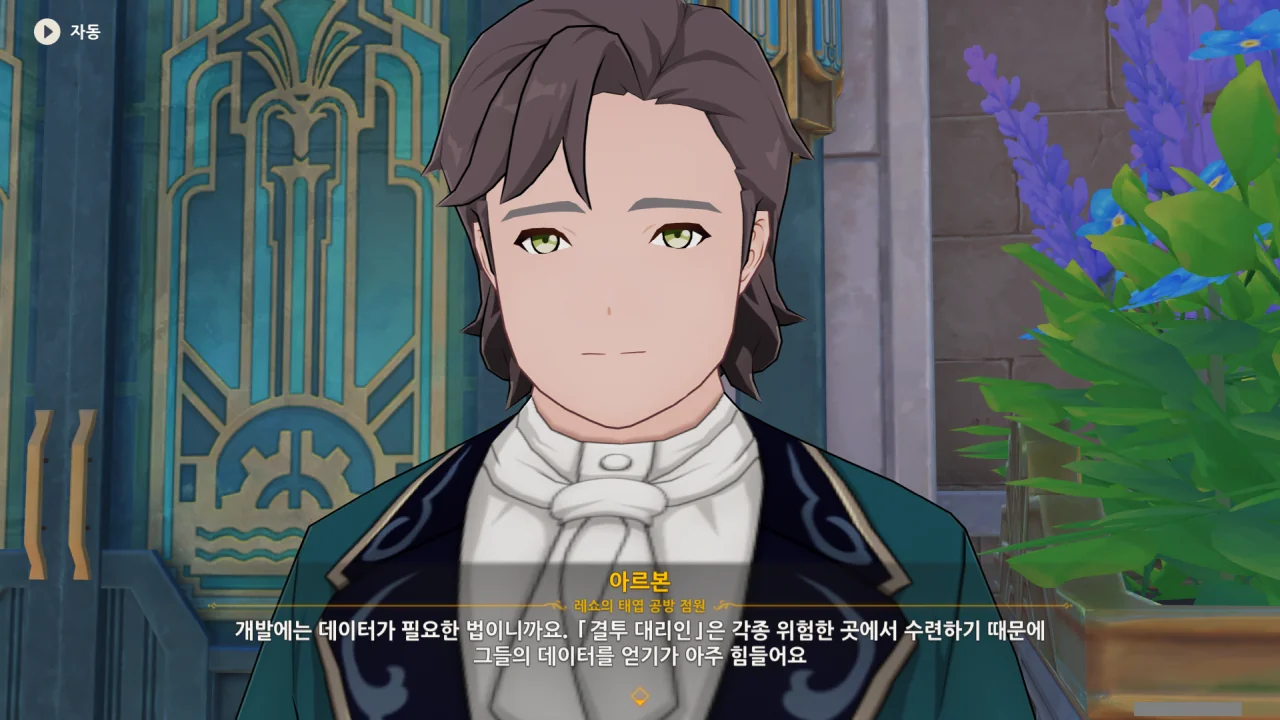 자동
아르본
레쇼의 태엽 공방 점원
개발에는 데이터가 필요한 법이니까요. 「결투 대리인」은 각종 위험한 곳에서 수련하기 때문에
그들의 데이터를 얻기가 아주 힘들어요